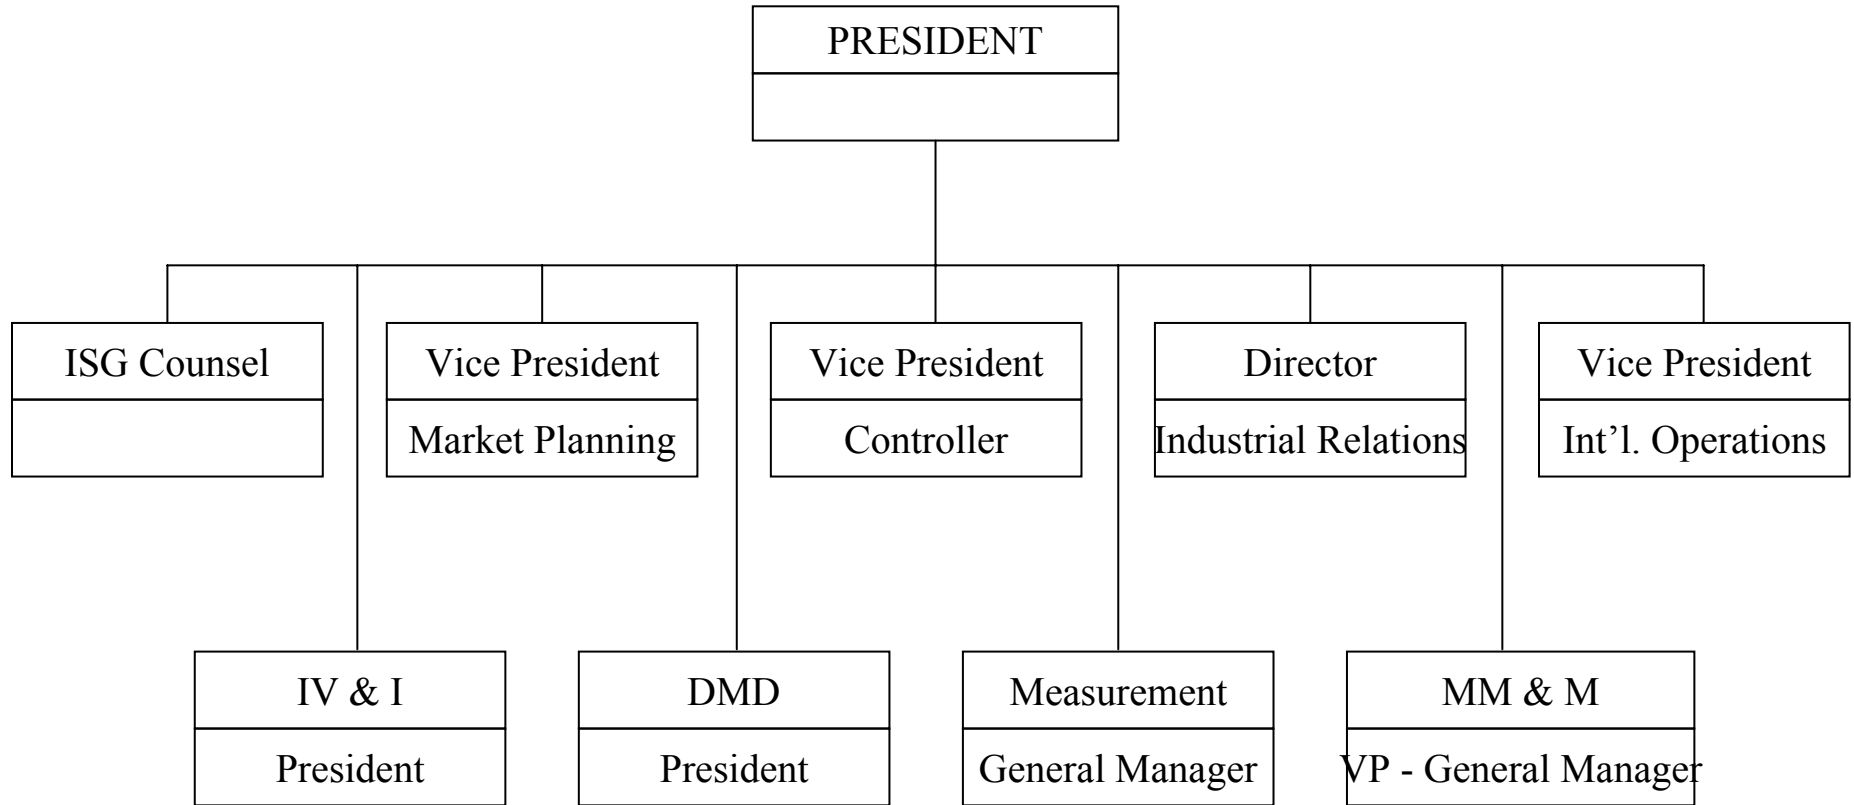 PRESIDENT
ISG Counsel
Vice President
Market Planning
Vice President
Controller
Director
Industrial Relations
Vice President
Int’l. Operations
IV & I
President
DMD
President
Measurement
General Manager
MM & M
VP - General Manager